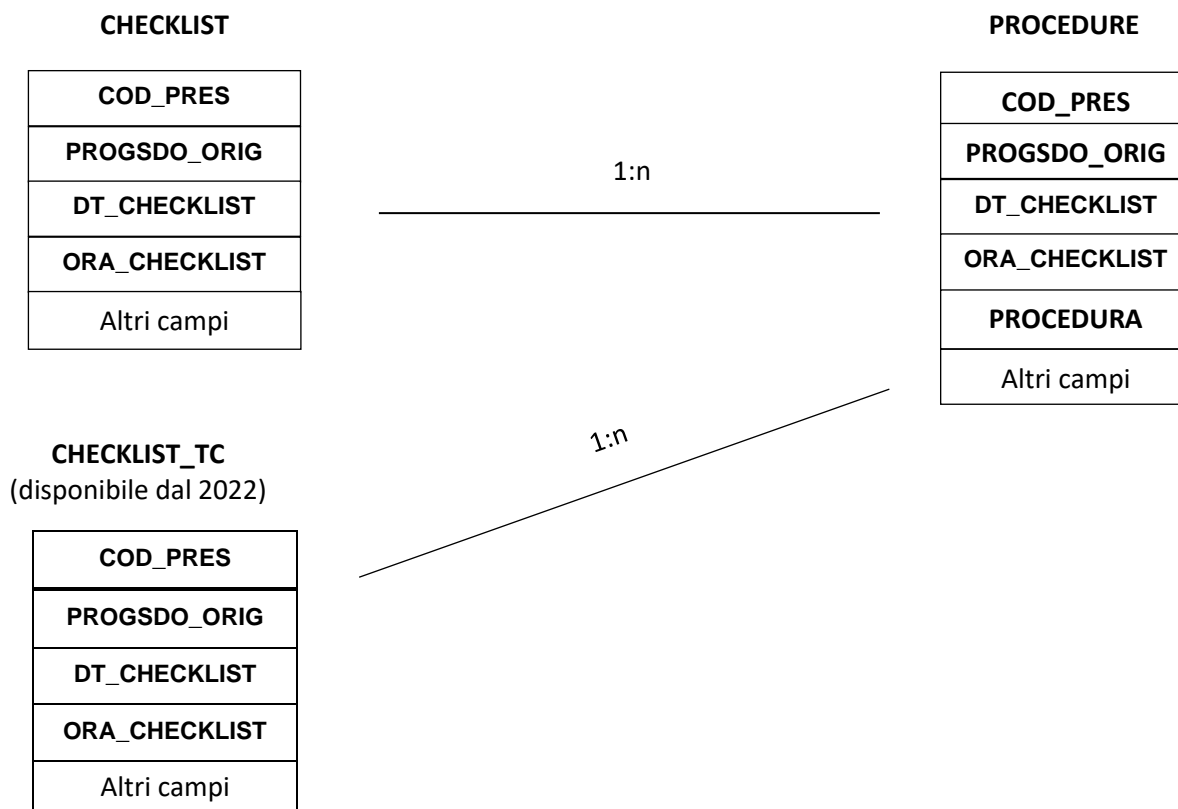 CHECKLIST
COD_PRES
PROGSDO_ORIG
DT_CHECKLIST
ORA_CHECKLIST
Altri campi
1:n
PROCEDURE
COD_PRES
PROGSDO_ORIG
DT_CHECKLIST
ORA_CHECKLIST
PROCEDURA
Altri campi
1:n
CHECKLIST_TC
(disponibile dal 2022)
COD_PRES
PROGSDO_ORIG
DT_CHECKLIST
ORA_CHECKLIST
Altri campi